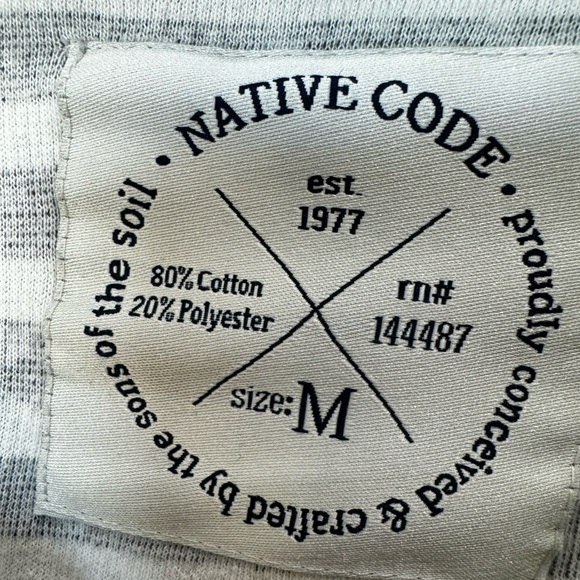 • NATIVE CODE •
proudly conceived & crafted by the sons of the soil
est.
1977
80% Cotton
20% Polyester
rn#
144487
size: M